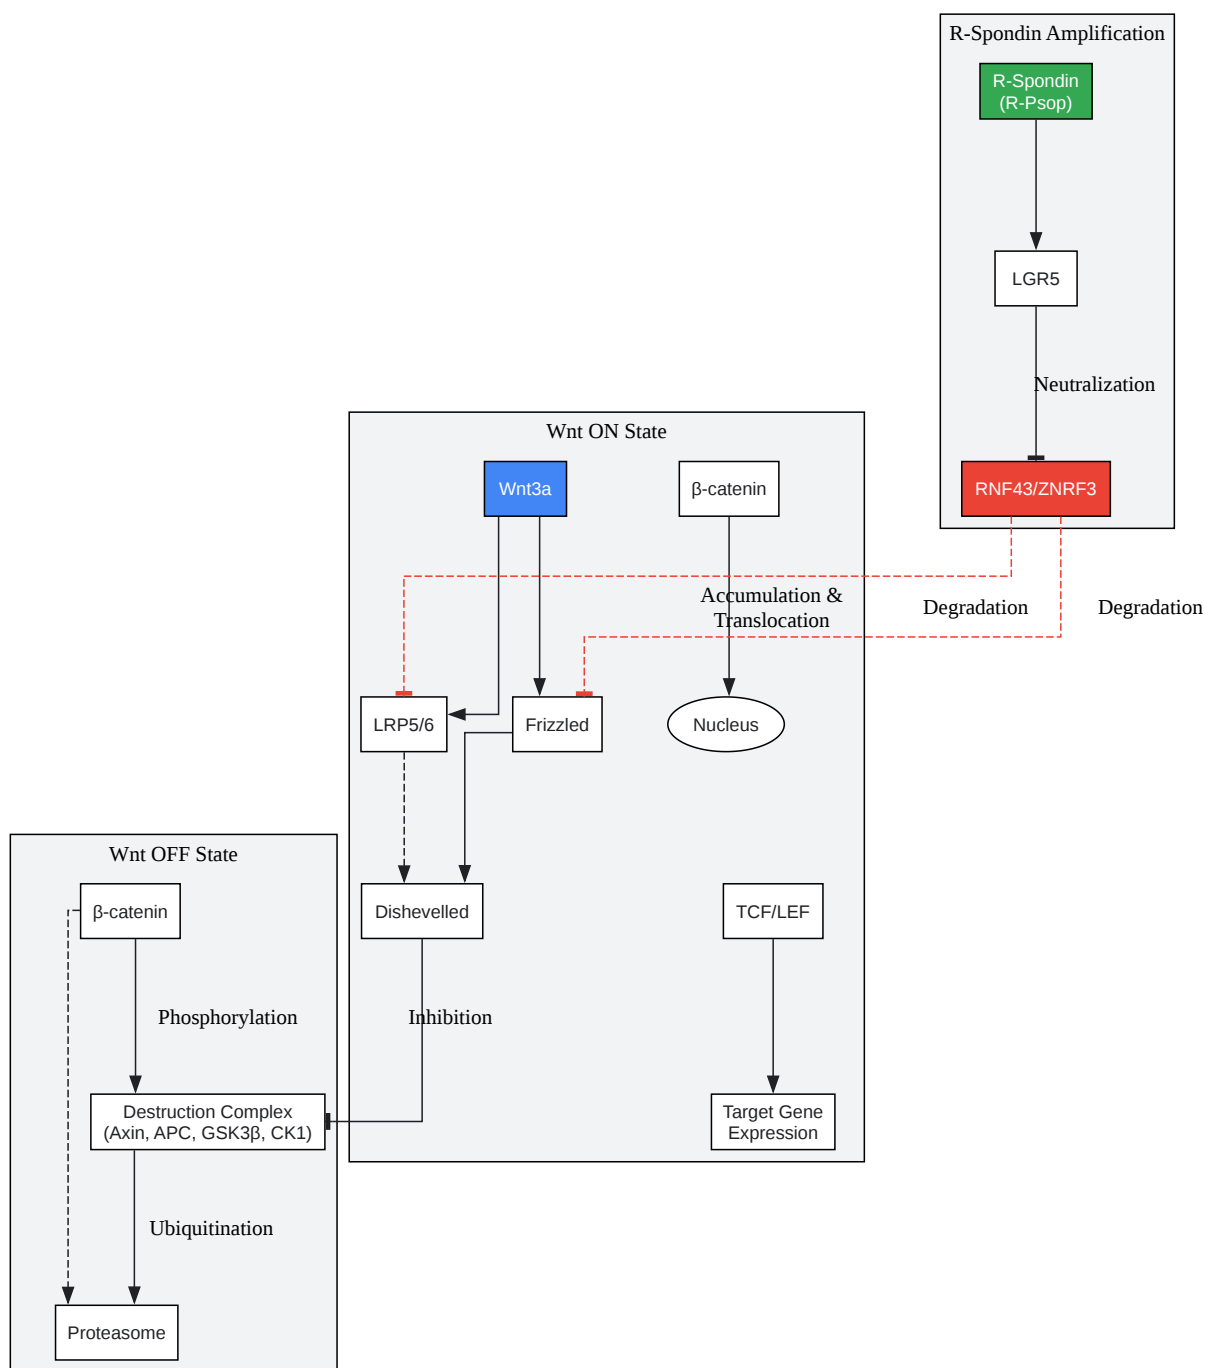 R-Spondin Amplification
R-Spondin
(R-Psop)
LGR5
Neutralization
RNF43/ZNRF3
Degradation
Degradation
Wnt ON State
Wnt3a
β-catenin
Accumulation &
Translocation
LRP5/6
Frizzled
Nucleus
Dishevelled
TCF/LEF
Inhibition
Target Gene
Expression
Wnt OFF State
β-catenin
Phosphorylation
Destruction Complex
(Axin, APC, GSK3β, CK1)
Ubiquitination
Proteasome